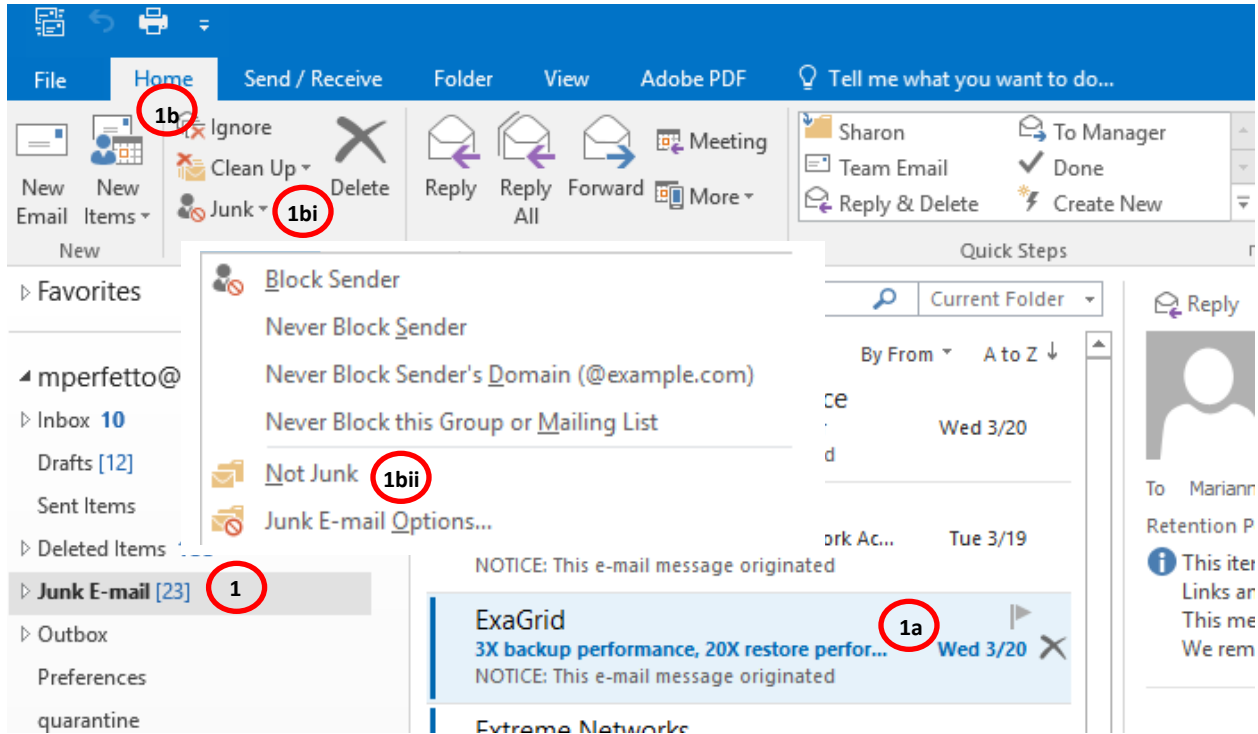 File Home Send / Receive Folder View Adobe PDF Tell me what you want to do...
1b
Ignore
Clean Up
Junk
1bi
New Email
New Items
Delete
Reply
Reply All
Forward
Meeting
More
Sharon
Team Email
Reply & Delete
To Manager
Done
Create New
New
Quick Steps
Favorites
mperfetto@
Inbox 10
Drafts [12]
Sent Items
Deleted Items
Junk E-mail [23]
1
Outbox
Preferences
quarantine
Block Sender
Never Block Sender
Never Block Sender's Domain (@example.com)
Never Block this Group or Mailing List
Not Junk
1bii
Junk E-mail Options...
Current Folder
By From A to Z
ce
Wed 3/20
d
ork Ac... Tue 3/19
NOTICE: This e-mail message originated
ExaGrid
1a
3X backup performance, 20X restore perfor... Wed 3/20
NOTICE: This e-mail message originated
Extreme Networks
Reply
To Mariann
Retention P
This iter
Links an
This me
We rem